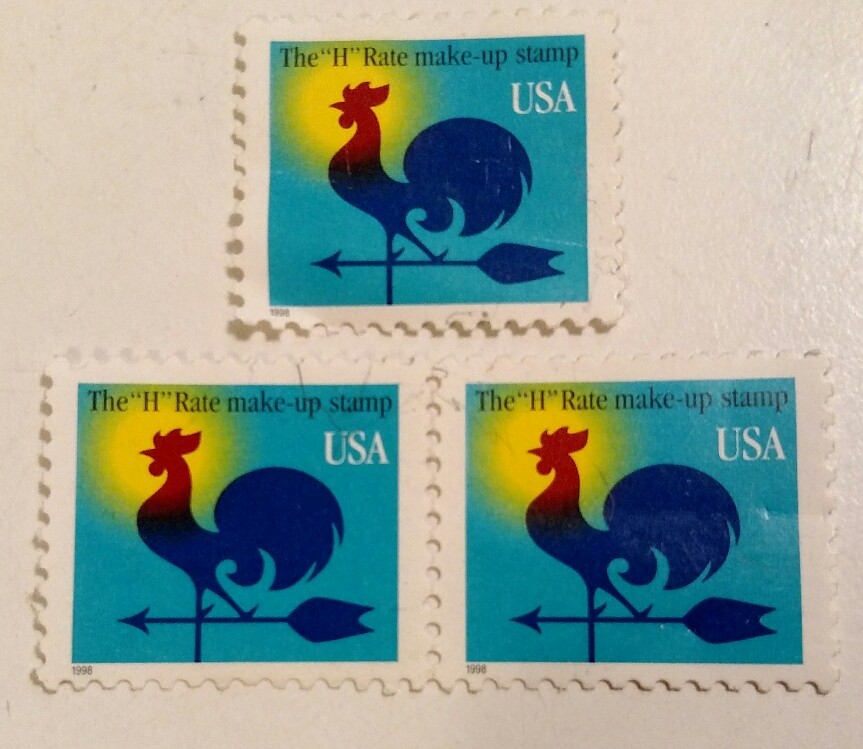 The "H" Rate make-up stamp
USA
1998
The "H" Rate make-up stamp
USA
1998
The "H" Rate make-up stamp
USA
1998